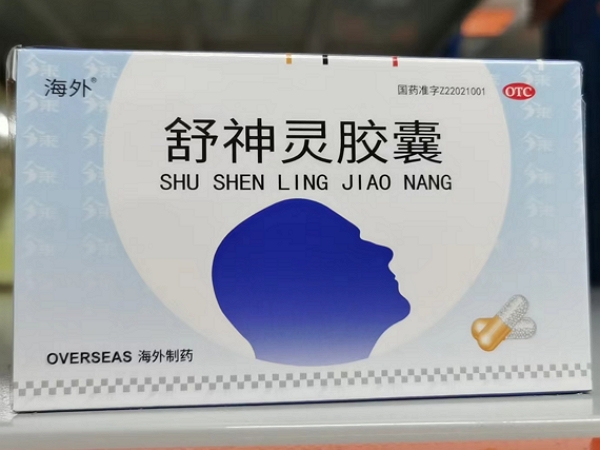 海外®
国药准字Z22021001
OTC
舒神灵胶囊
SHU SHEN LING JIAO NANG
OVERSEAS 海外制药